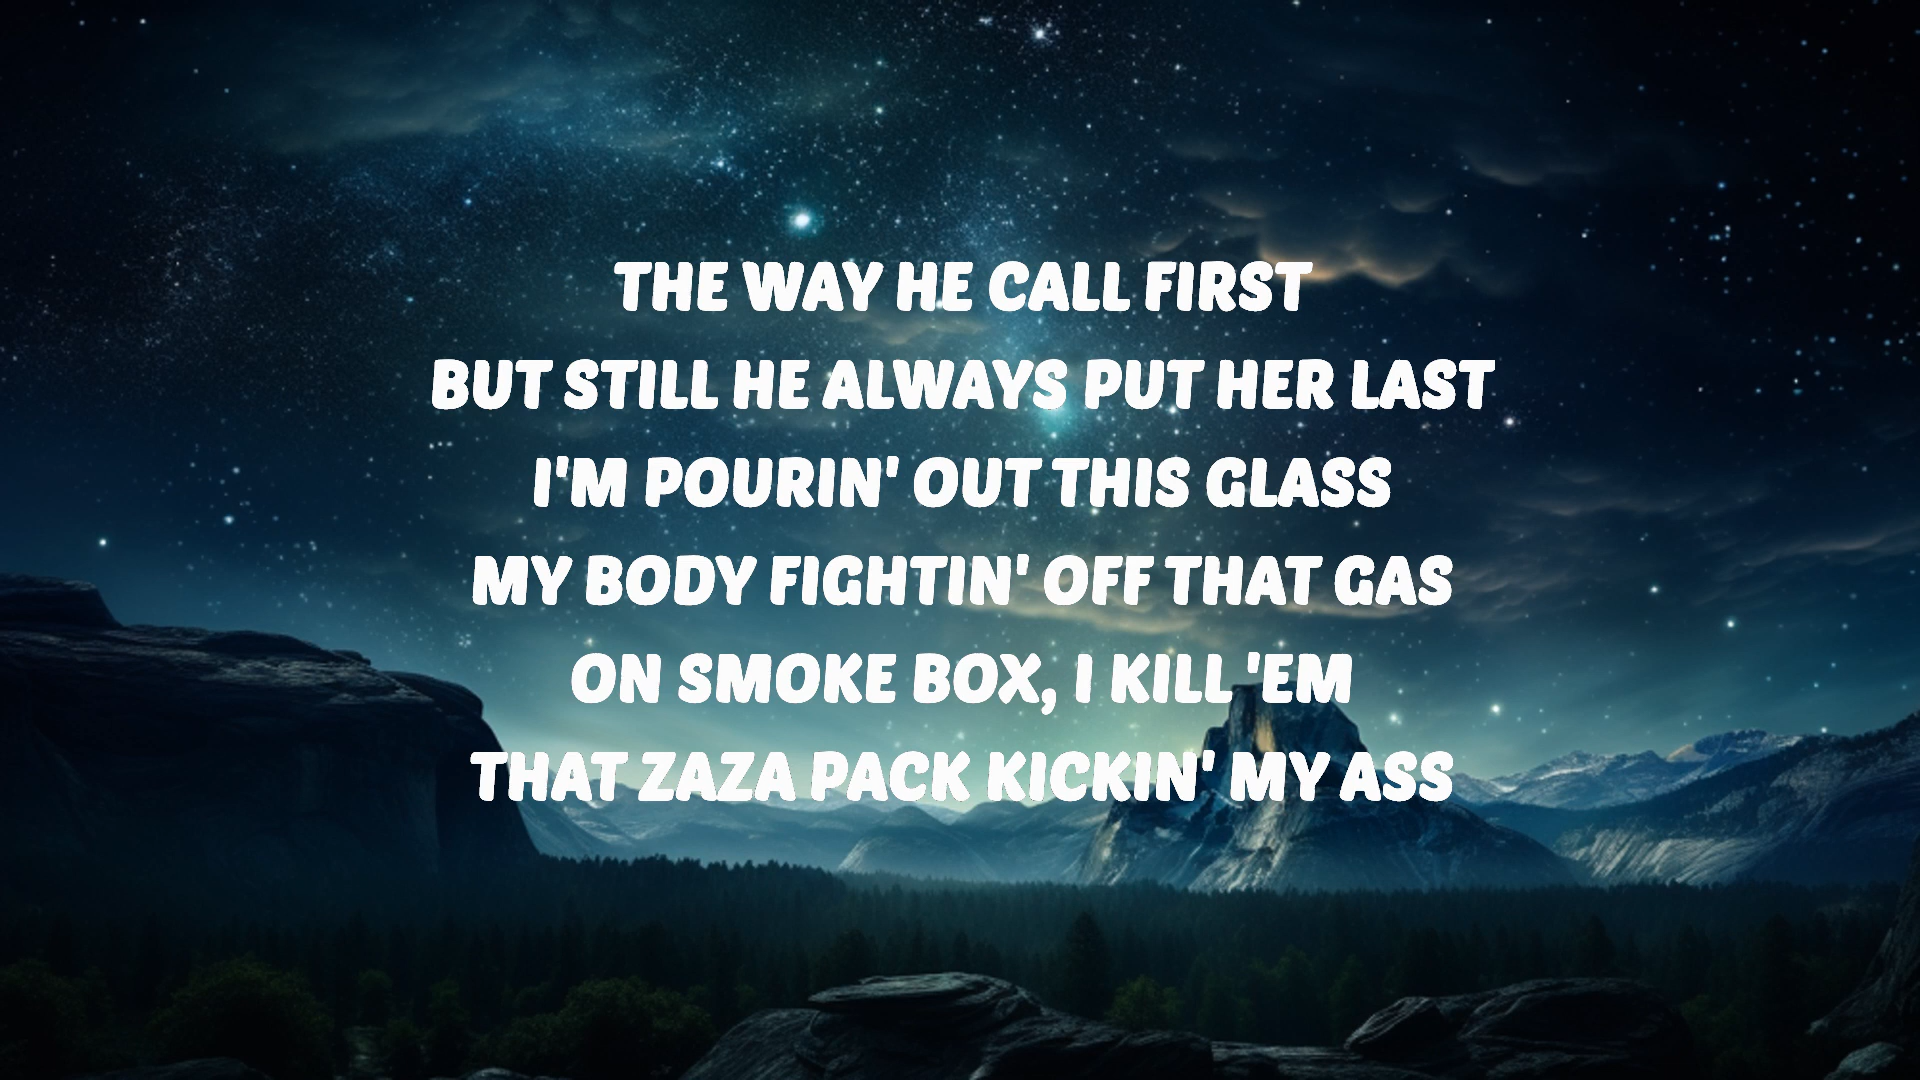 THE WAY HE CALL FIRST
BUT STILL HE ALWAYS PUT HER LAST
I'M POURIN' OUT THIS GLASS
MY BODY FIGHTIN' OFF THAT GAS
ON SMOKE BOX, I KILL 'EM
THAT ZAZA PACK KICKIN' MY ASS